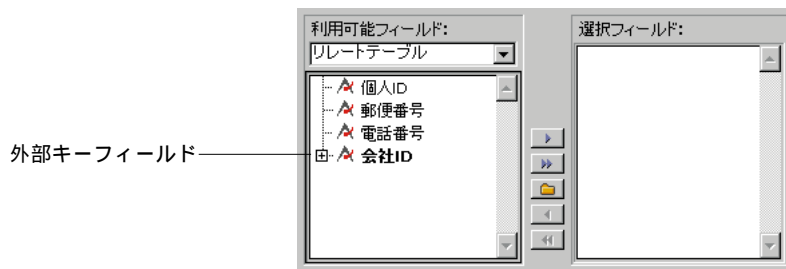 利用可能フィールド:
リレートテーブル
個人ID
郵便番号
電話番号
会社ID
外部キーフィールド
選択フィールド: